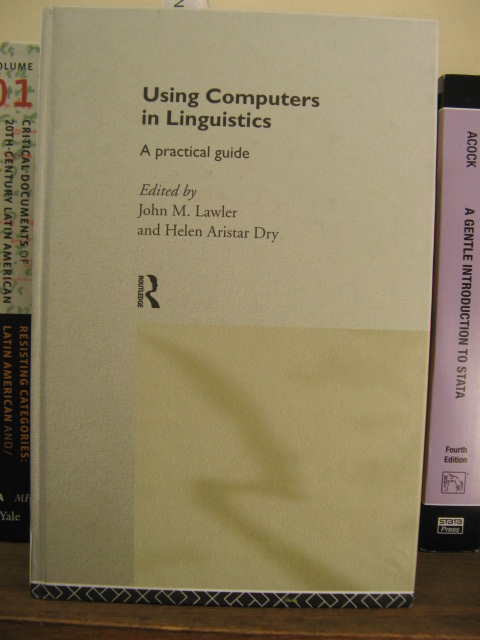 Using Computers
in Linguistics
A practical guide
Edited by
John M. Lawler
and Helen Aristar Dry
ROUTLEDGE
2
VOLUME
01
CRITICAL DOCUMENTS OF
20TH-CENTURY LATIN AMERICAN
RESISTING CATEGORIES:
LATIN AMERICAN AND/
Yale
ACOCK
A GENTLE INTRODUCTION TO STATA
Fourth
Edition
STATA
Press